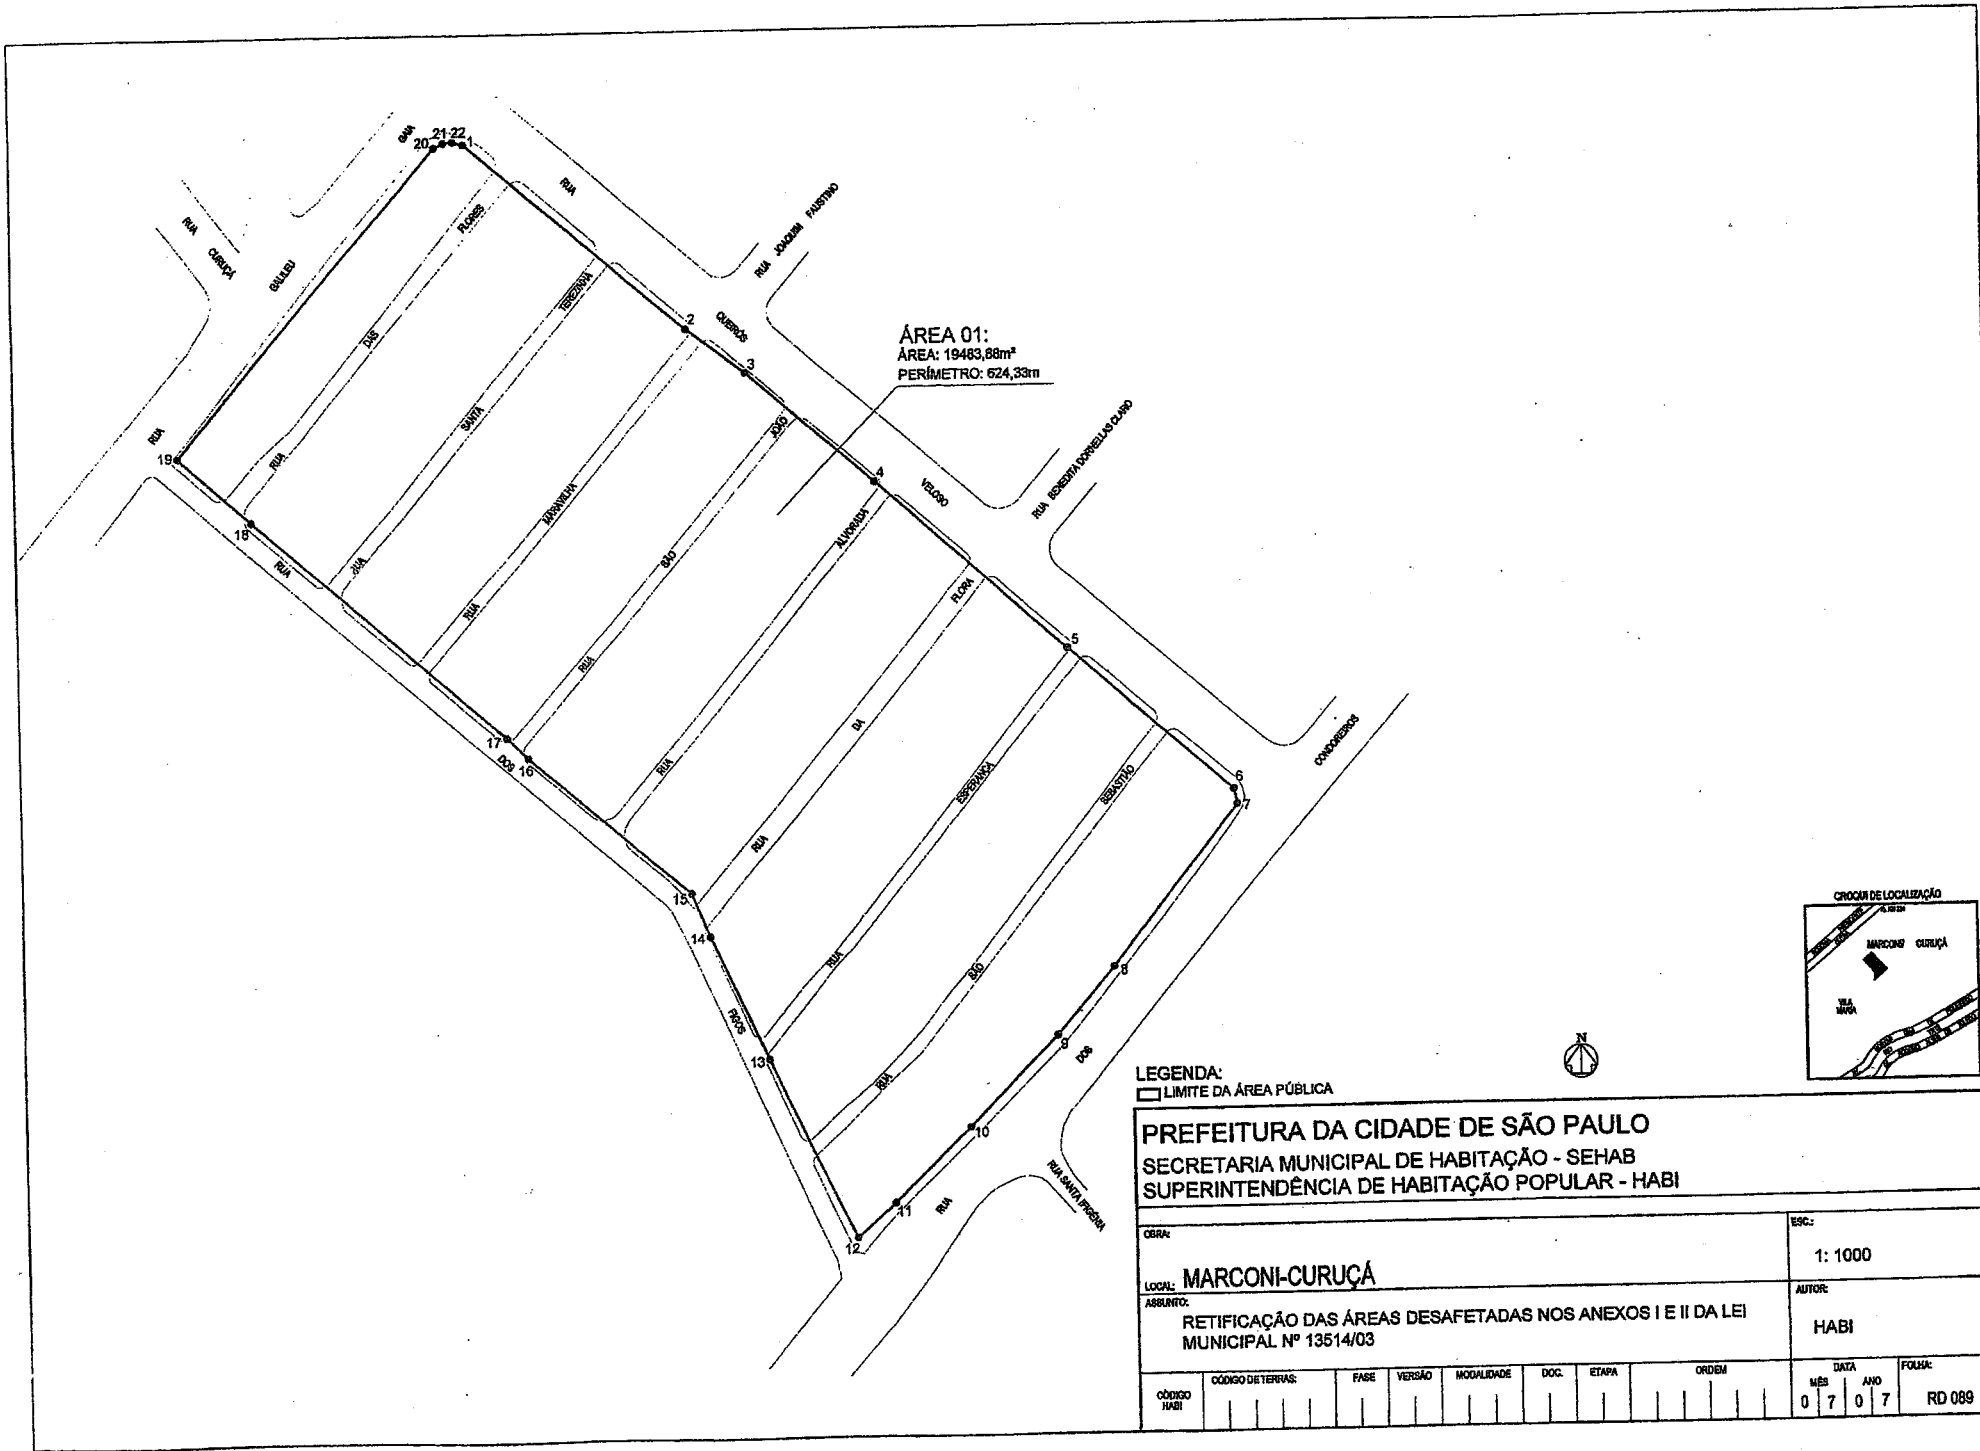 GAIA
20 21 22 1
RUA
RUA JOAQUIM FAUSTINO
RUA CURUÇÁ
GALILEU
FLORES
TEREZINHA
DAS
2
QUEIRÓS
3
ÁREA 01:
ÁREA: 19483,68m²
PERÍMETRO: 624,33m
RUA BENEDITA DORNELLAS CLARO
SANTA
JOÃO
RUA
19
RUA
4
VELOSO
MARAVILHA
ALVORADA
18
RUA
RUA
SÃO
FLORA
RUA
5
RUA
CONDOREIROS
17
DOS
16
RUA
DA
ESPERANÇA
SEBASTIÃO
6
7
RUA
15
14
RUA
SÃO
8
FIGOS
9
DOS
13
RUA
10
RUA SANTA IFIGÊNIA
11
RUA
12
CROQUI DE LOCALIZAÇÃO
MARCONI CURUÇÁ
VILA
MARIA
N
LEGENDA:
LIMITE DA ÁREA PÚBLICA
PREFEITURA DA CIDADE DE SÃO PAULO
SECRETARIA MUNICIPAL DE HABITAÇÃO - SEHAB
SUPERINTENDÊNCIA DE HABITAÇÃO POPULAR - HABI
OBRA:
ESC.:
1: 1000
LOCAL: MARCONI-CURUÇÁ
ASSUNTO:
AUTOR:
RETIFICAÇÃO DAS ÁREAS DESAFETADAS NOS ANEXOS I E II DA LEI
MUNICIPAL Nº 13514/03
HABI
CÓDIGO HABI
CÓDIGO DE TERRAS:
FASE
VERSÃO
MODALIDADE
DOC.
ETAPA
ORDEM
DATA
MÊS ANO
0 7 0 7
FOLHA:
RD 089